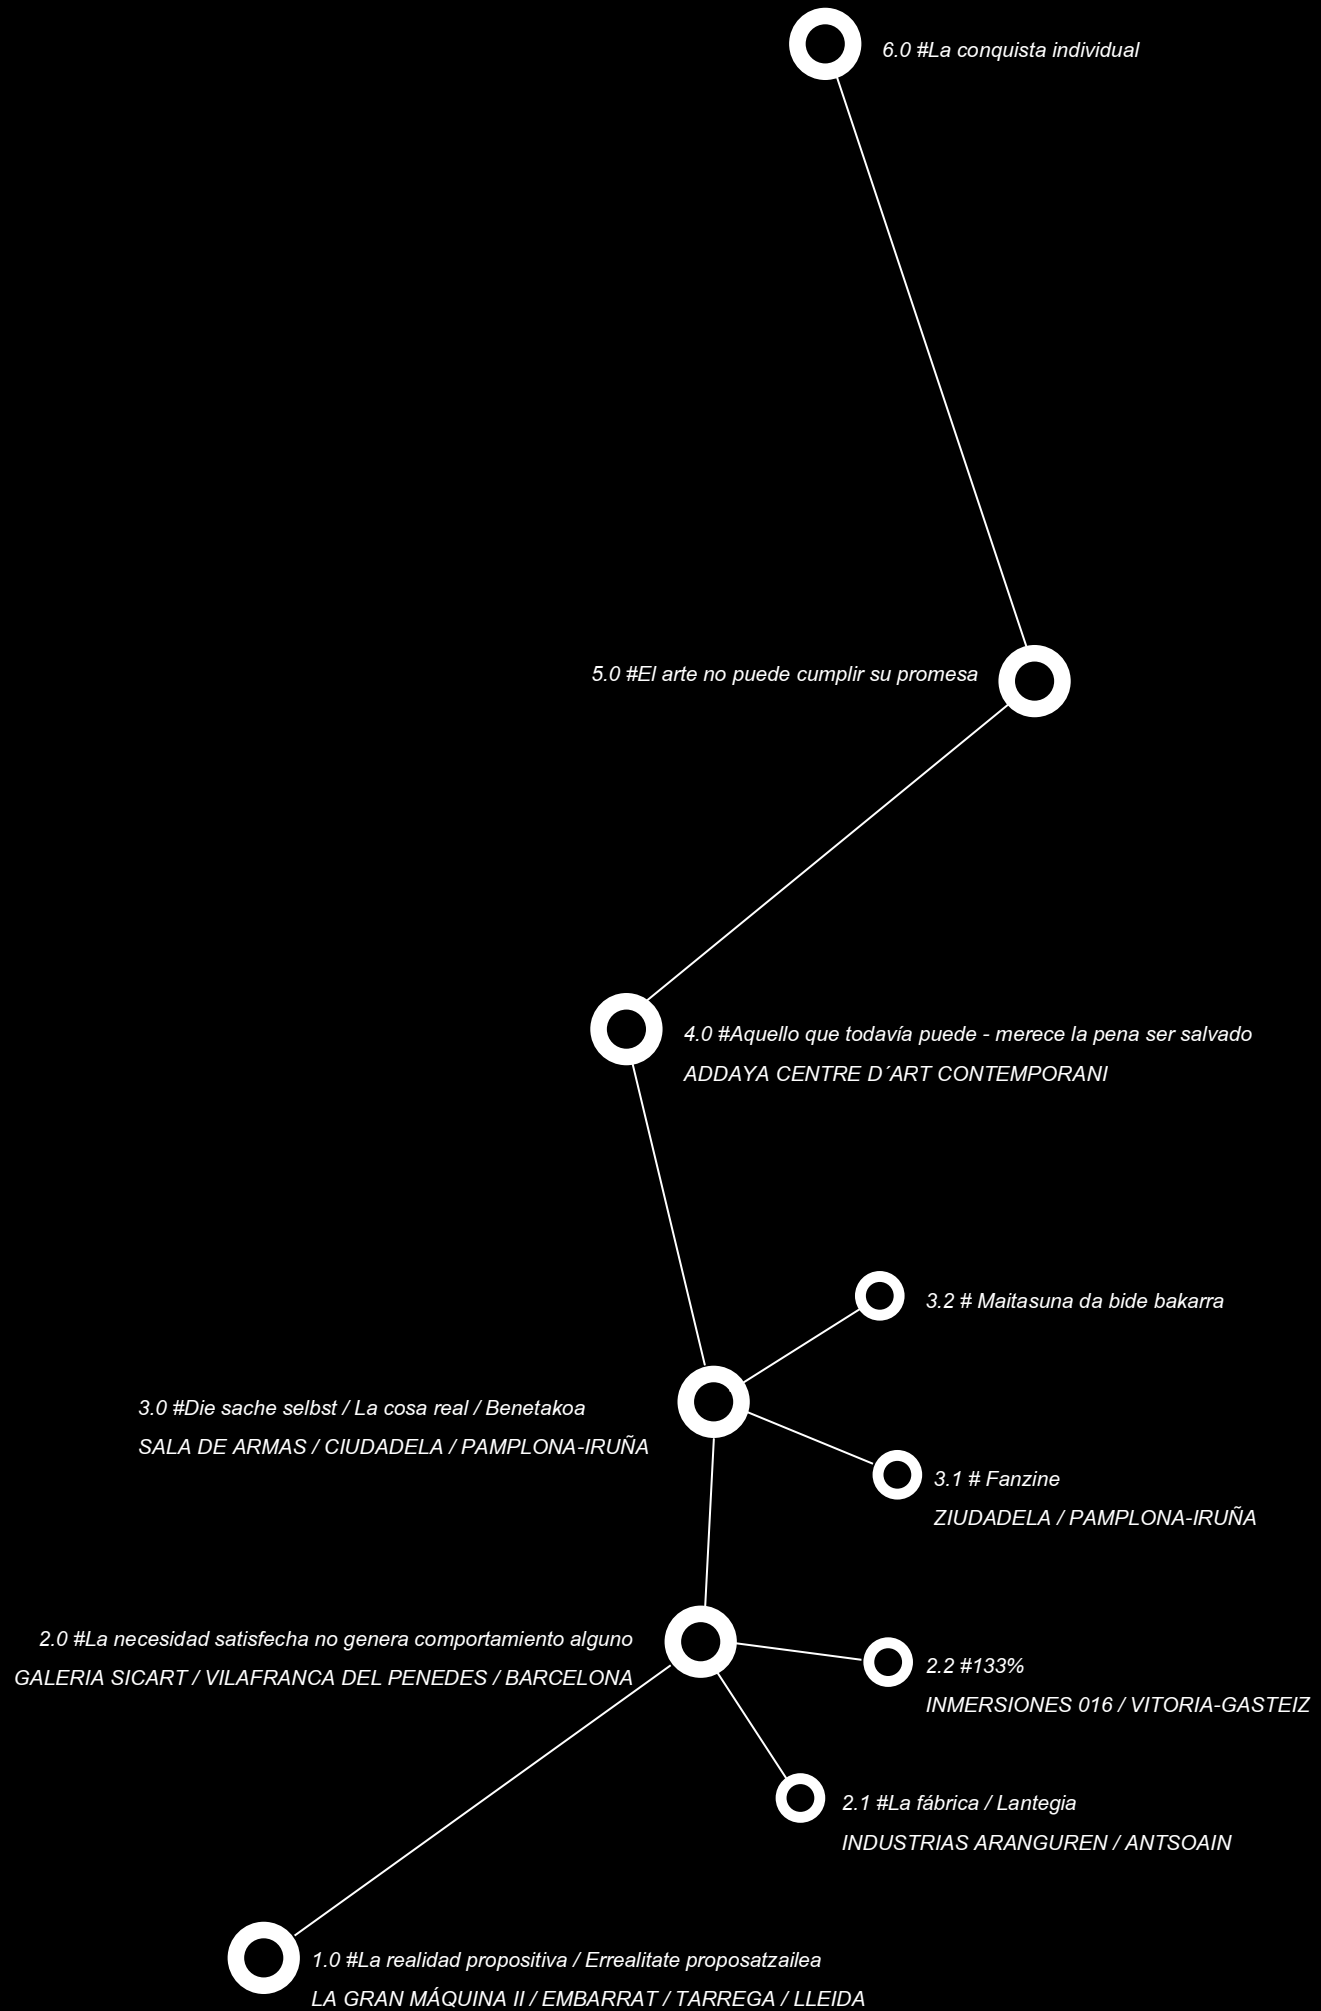 6.0 #La conquista individual
5.0 #El arte no puede cumplir su promesa
4.0 #Aquello que todavía puede - merece la pena ser salvado
ADDAYA CENTRE D´ART CONTEMPORANI
3.2 # Maitasuna da bide bakarra
3.0 #Die sache selbst / La cosa real / Benetakoa
SALA DE ARMAS / CIUDADELA / PAMPLONA-IRUÑA
3.1 # Fanzine
ZIUDADELA / PAMPLONA-IRUÑA
2.0 #La necesidad satisfecha no genera comportamiento alguno
GALERIA SICART / VILAFRANCA DEL PENEDES / BARCELONA
2.2 #133%
INMERSIONES 016 / VITORIA-GASTEIZ
2.1 #La fábrica / Lantegia
INDUSTRIAS ARANGUREN / ANTSOAIN
1.0 #La realidad propositiva / Errealitate proposatzailea
LA GRAN MÁQUINA II / EMBARRAT / TARREGA / LLEIDA